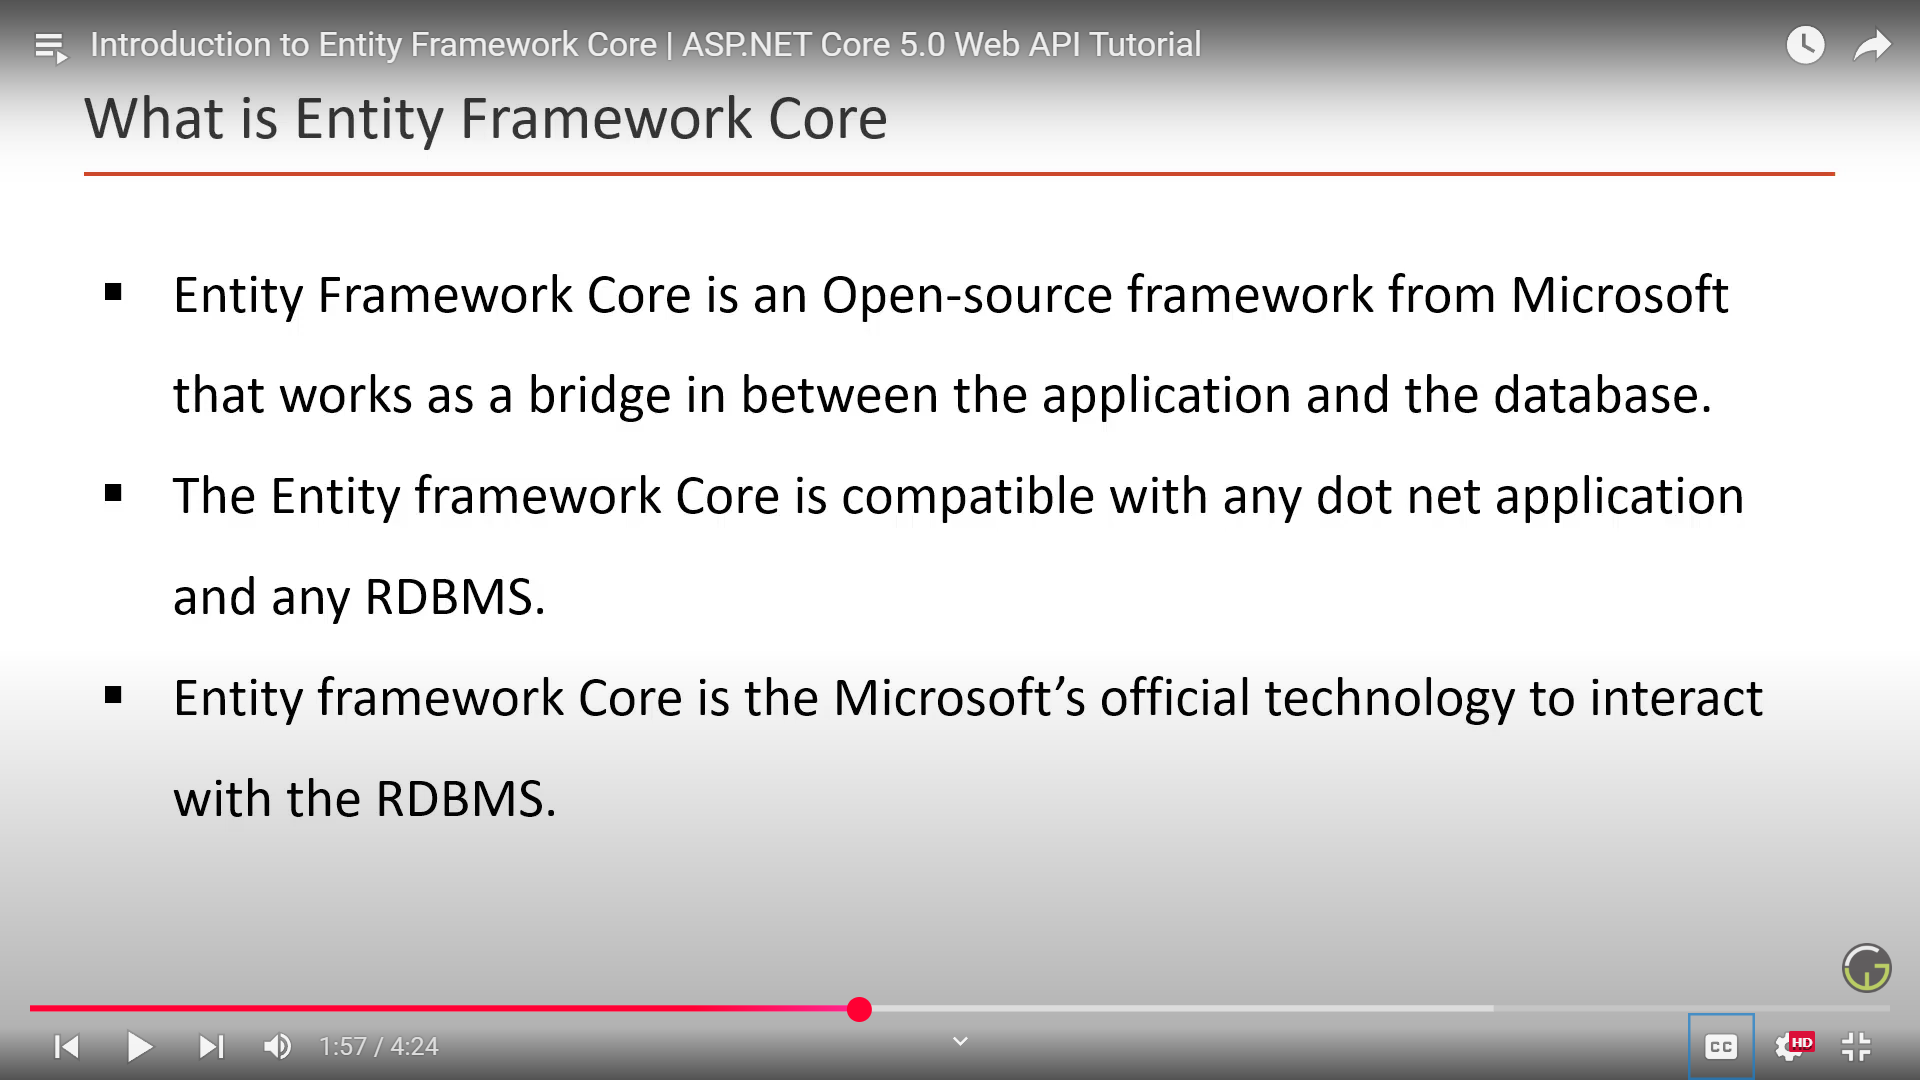 Introduction to Entity Framework Core | ASP.NET Core 5.0 Web API Tutorial
What is Entity Framework Core
▪ Entity Framework Core is an Open-source framework from Microsoft
that works as a bridge in between the application and the database.
▪ The Entity framework Core is compatible with any dot net application
and any RDBMS.
▪ Entity framework Core is the Microsoft’s official technology to interact
with the RDBMS.
1:57 / 4:24
CC
HD